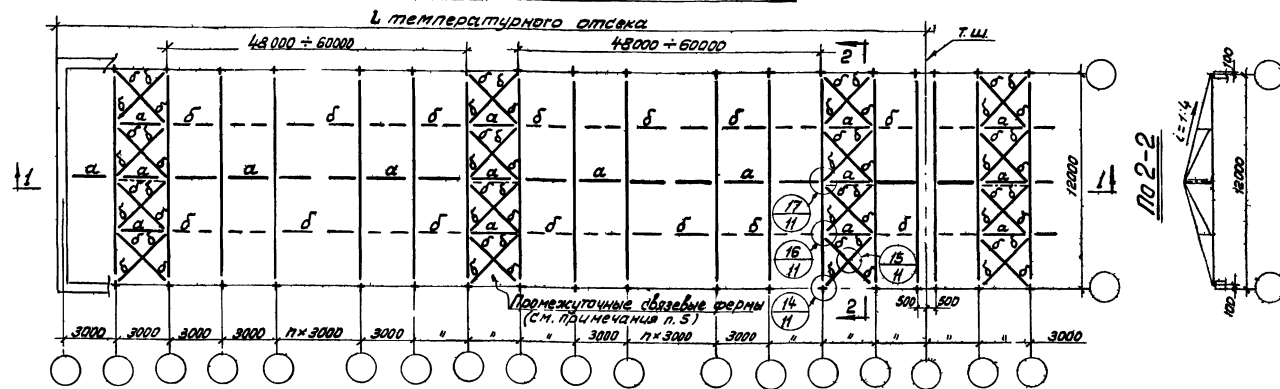 L температурного отсека
48000 ÷ 60000
48000 ÷ 60000
2
т.ш.
б б б б б б б б б б б б б б б б
б б б б б б б б б б б б б б б б
а а а а
б б б б б б б
1 а а а а а а а 1
12000
б б б б б б б
а а а а
17
11
16
11
15
11
14
11
Промежуточные связевые фермы
(см. примечания п. 5)
2
500 500
3000 3000 3000 3000 n×3000 3000 " " 3000 n×3000 3000 " " " " " 3000
По 2-2
i=1:4
100
12000
100